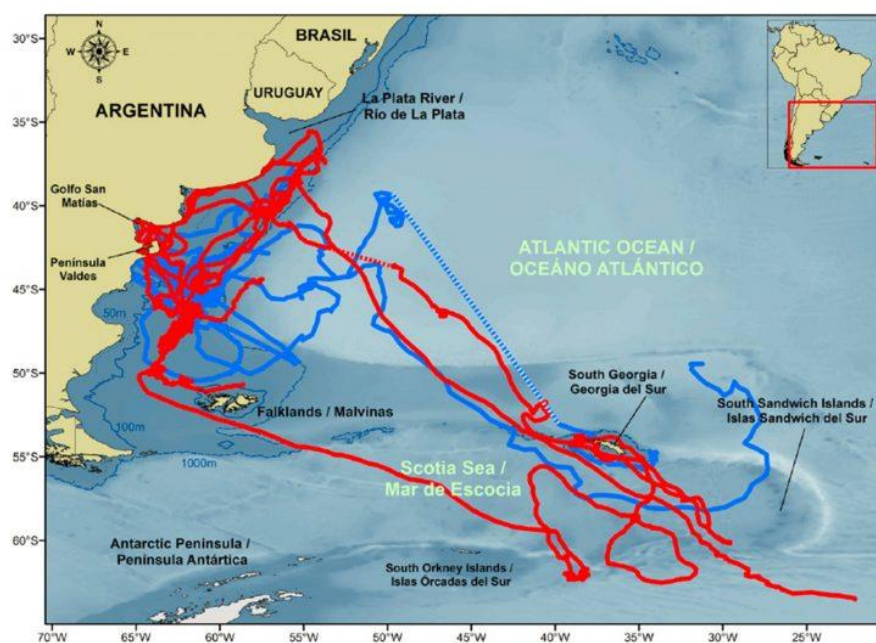 N
W
E
S
BRASIL
URUGUAY
ARGENTINA
La Plata River /
Río de La Plata
Golfo San
Matías
Península
Valdes
ATLANTIC OCEAN /
OCEÁNO ATLÁNTICO
50m
100m
1000m
Falklands / Malvinas
South Georgia /
Georgia del Sur
South Sandwich Islands /
Islas Sandwich del Sur
Scotia Sea /
Mar de Escocia
Antarctic Peninsula /
Península Antártica
South Orkney Islands /
Islas Órcadas del Sur
30°S
35°S
40°S
45°S
50°S
55°S
60°S
70°W
65°W
60°W
55°W
50°W
45°W
40°W
35°W
30°W
25°W